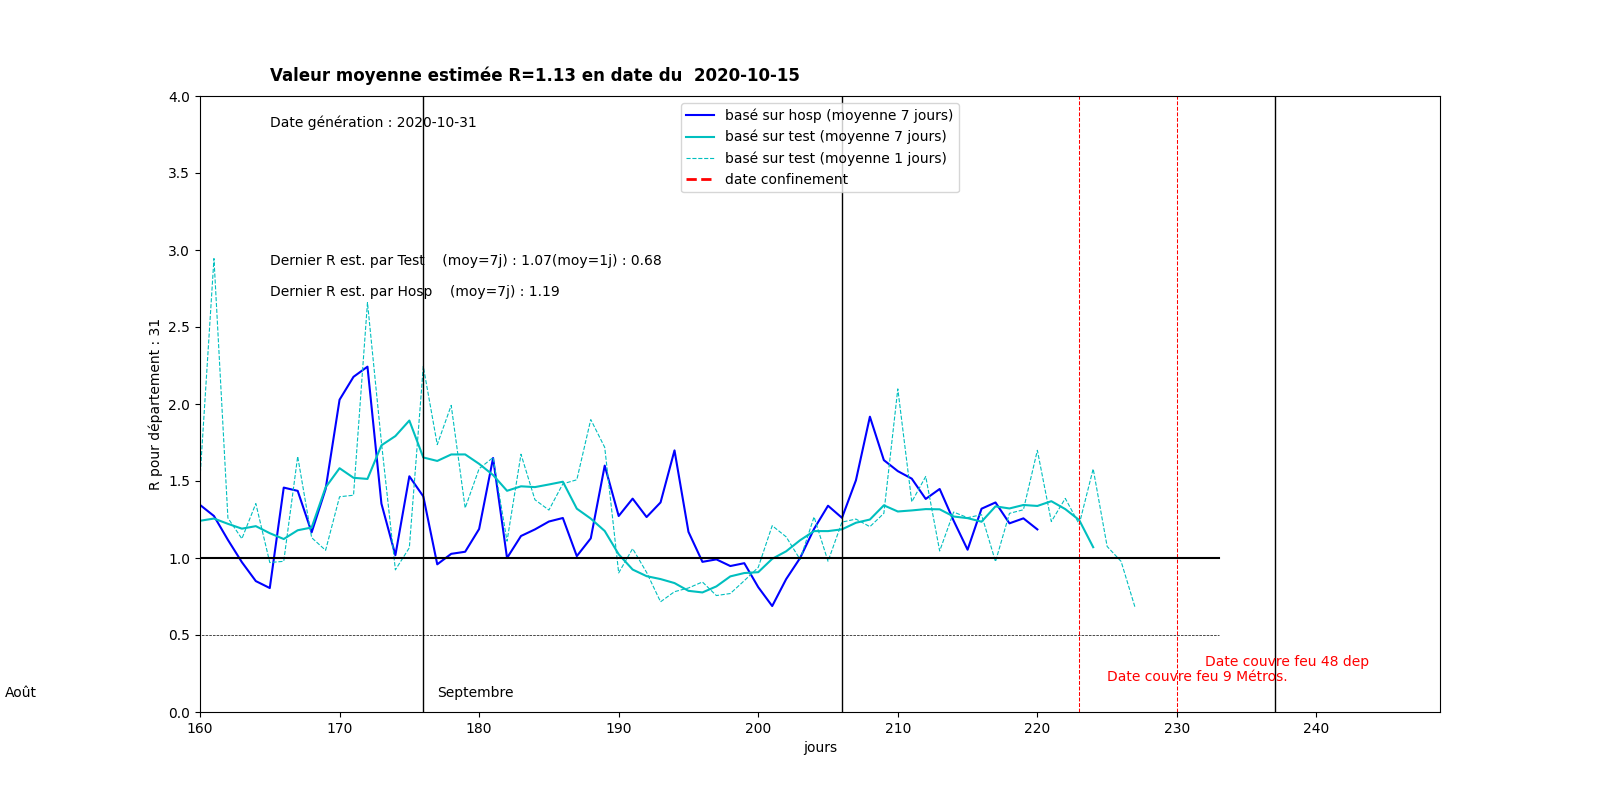 Valeur moyenne estimée R=1.13 en date du  2020-10-15
4.0
Date génération : 2020-10-31
basé sur hosp (moyenne 7 jours)
basé sur test (moyenne 7 jours)
basé sur test (moyenne 1 jours)
date confinement
3.5
3.0
Dernier R est. par Test    (moy=7j) : 1.07(moy=1j) : 0.68
Dernier R est. par Hosp    (moy=7j) : 1.19
2.5
R pour département : 31
2.0
1.5
1.0
0.5
Date couvre feu 48 dep
Date couvre feu 9 Métros.
Août
Septembre
0.0
160 170 180 190 200 210 220 230 240
jours